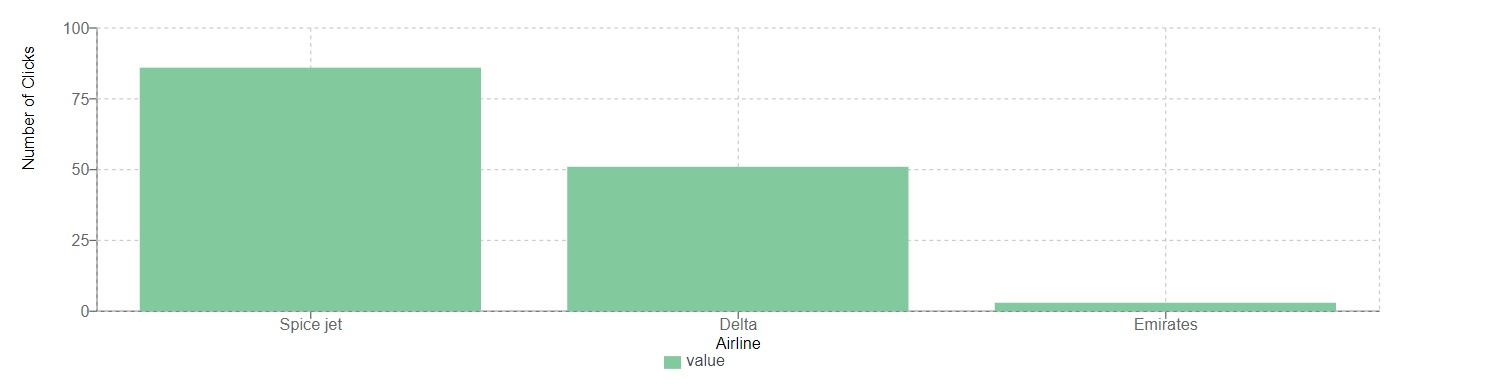 Number of Clicks
100
75
50
25
0
Spice jet
Delta
Emirates
Airline
value